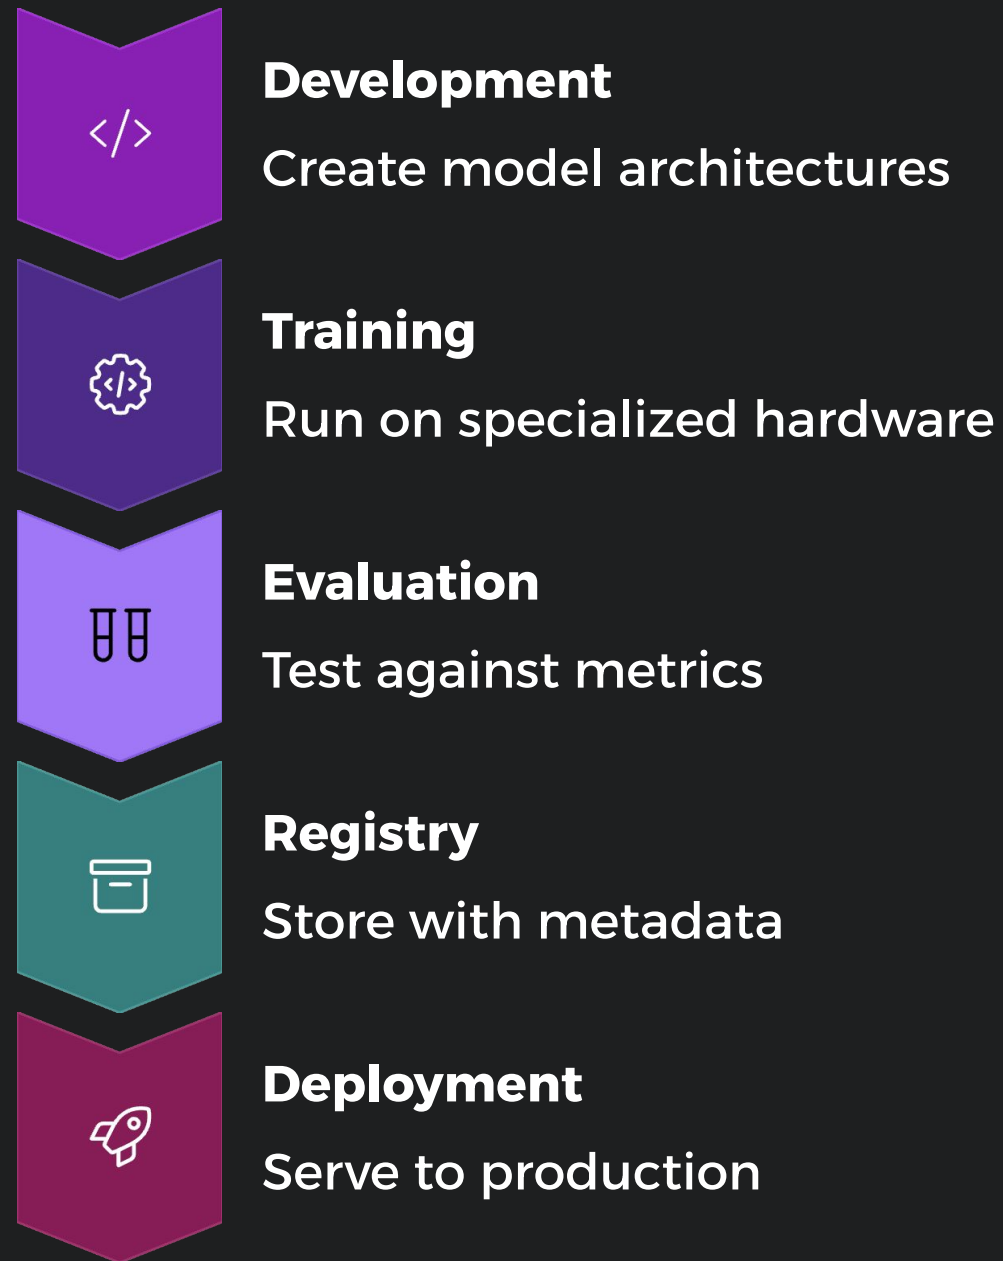 Development
Create model architectures
Training
Run on specialized hardware
Evaluation
Test against metrics
Registry
Store with metadata
Deployment
Serve to production